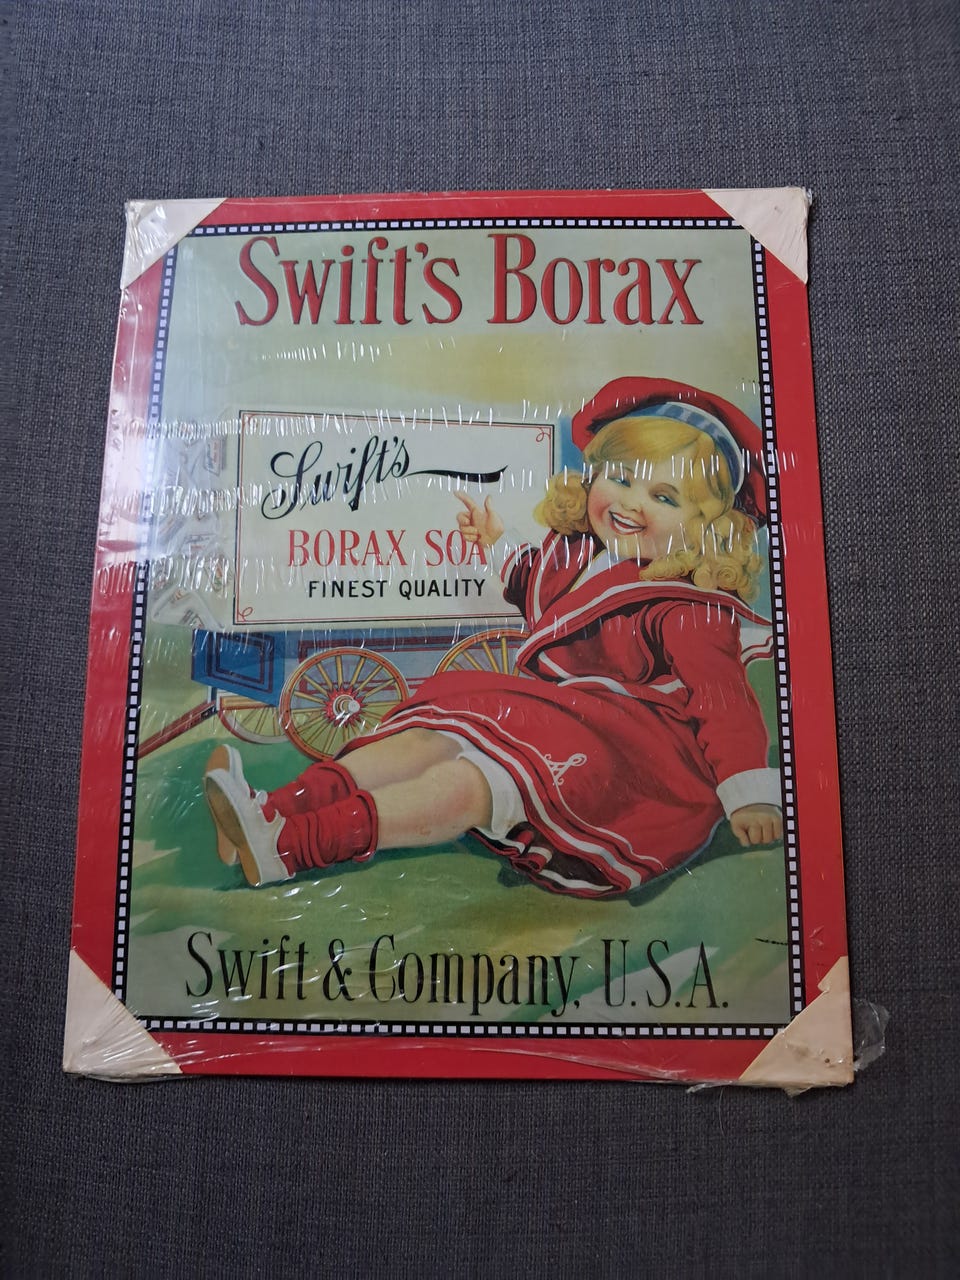 Swift's Borax
Swift's
BORAX SOA
FINEST QUALITY
Swift & Company, U.S.A.